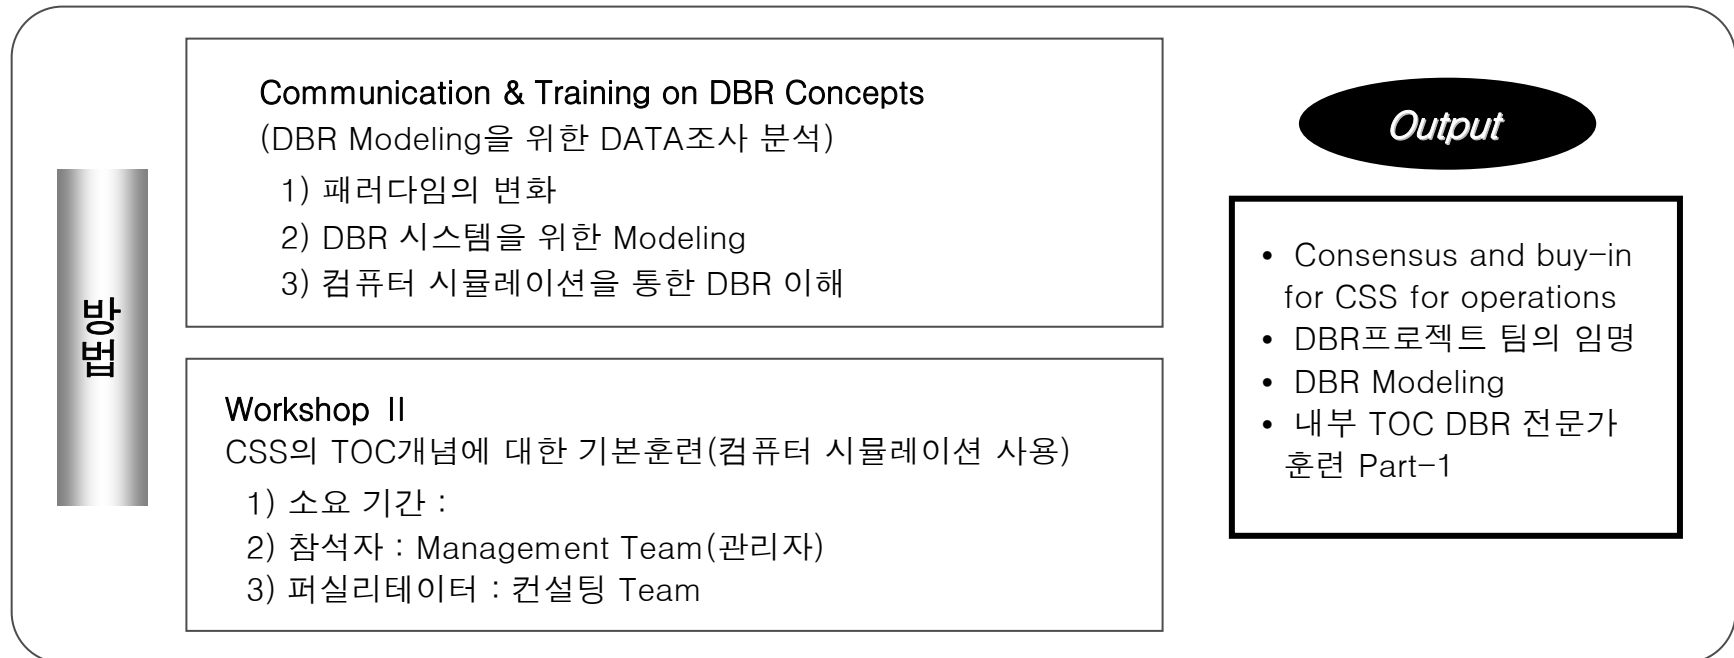 방법
Communication & Training on DBR Concepts
(DBR Modeling을 위한 DATA조사 분석)
1) 패러다임의 변화
2) DBR 시스템을 위한 Modeling
3) 컴퓨터 시뮬레이션을 통한 DBR 이해
Workshop Ⅱ
CSS의 TOC개념에 대한 기본훈련(컴퓨터 시뮬레이션 사용)
1) 소요 기간 :
2) 참석자 : Management Team(관리자)
3) 퍼실리테이터 : 컨설팅 Team
Output
• Consensus and buy-in
for CSS for operations
• DBR프로젝트 팀의 임명
• DBR Modeling
• 내부 TOC DBR 전문가
훈련 Part-1